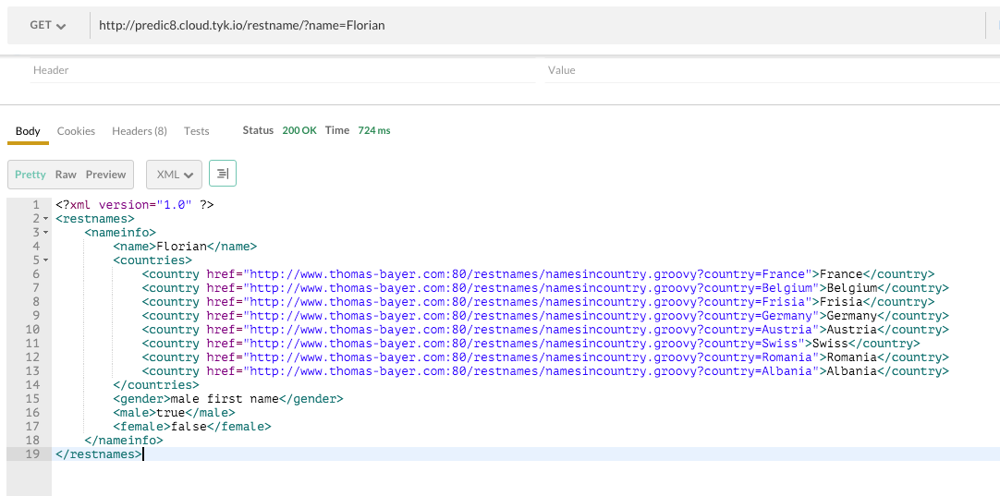 GET http://predic8.cloud.tyk.io/restname/?name=Florian
Header Value
Body Cookies Headers (8) Tests Status 200 OK Time 724 ms
Pretty Raw Preview XML
1 <?xml version="1.0" ?>
2 <restnames>
3 <nameinfo>
4 <name>Florian</name>
5 <countries>
6 <country href="http://www.thomas-bayer.com:80/restnames/namesincountry.groovy?country=France">France</country>
7 <country href="http://www.thomas-bayer.com:80/restnames/namesincountry.groovy?country=Belgium">Belgium</country>
8 <country href="http://www.thomas-bayer.com:80/restnames/namesincountry.groovy?country=Frisia">Frisia</country>
9 <country href="http://www.thomas-bayer.com:80/restnames/namesincountry.groovy?country=Germany">Germany</country>
10 <country href="http://www.thomas-bayer.com:80/restnames/namesincountry.groovy?country=Austria">Austria</country>
11 <country href="http://www.thomas-bayer.com:80/restnames/namesincountry.groovy?country=Swiss">Swiss</country>
12 <country href="http://www.thomas-bayer.com:80/restnames/namesincountry.groovy?country=Romania">Romania</country>
13 <country href="http://www.thomas-bayer.com:80/restnames/namesincountry.groovy?country=Albania">Albania</country>
14 </countries>
15 <gender>male first name</gender>
16 <male>true</male>
17 <female>false</female>
18 </nameinfo>
19 </restnames>